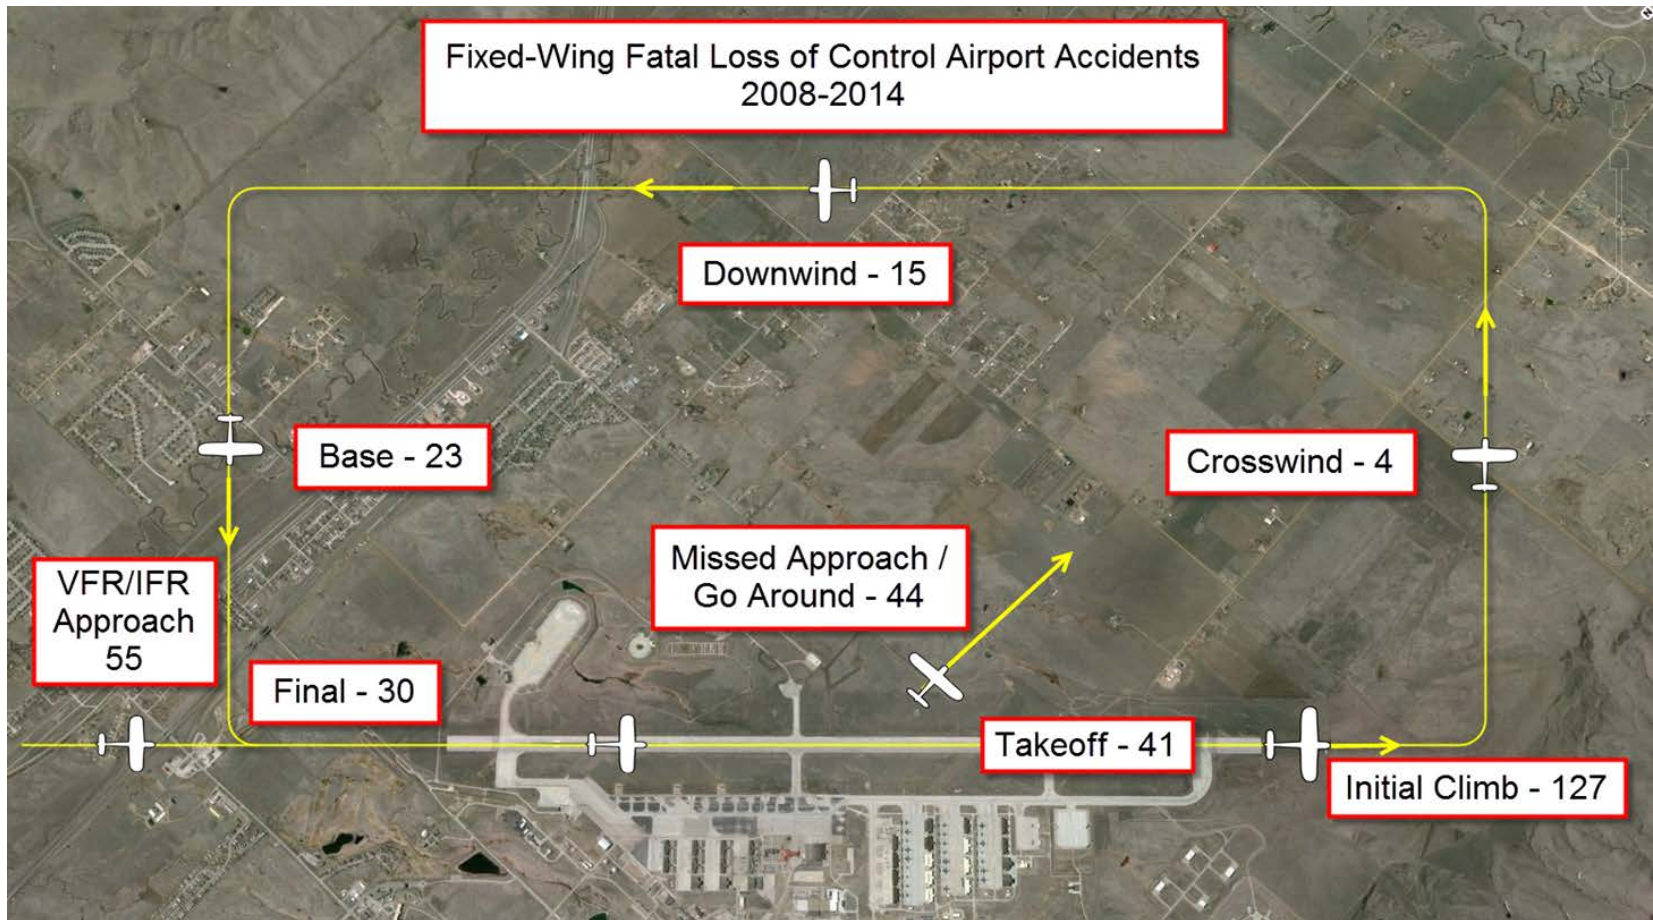 Fixed-Wing Fatal Loss of Control Airport Accidents
2008-2014
Downwind - 15
Base - 23
Crosswind - 4
Missed Approach /
Go Around - 44
VFR/IFR
Approach
55
Final - 30
Takeoff - 41
Initial Climb - 127
N